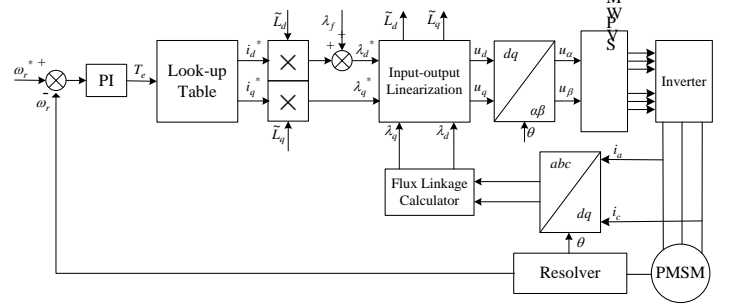 ω_r^* +
-
ω_r
PI
T_e
Look-up
Table
i_d^*
i_q^*
L̃_d
×
×
L̃_q
λ_f
+
+
λ_d^*
λ_q^*
L̃_d
L̃_q
Input-output
Linearization
λ_q
λ_d
u_d
u_q
dq
αβ
θ
u_α
u_β
SVPWM
Inverter
Flux Linkage
Calculator
abc
dq
i_a
i_c
θ
Resolver
PMSM